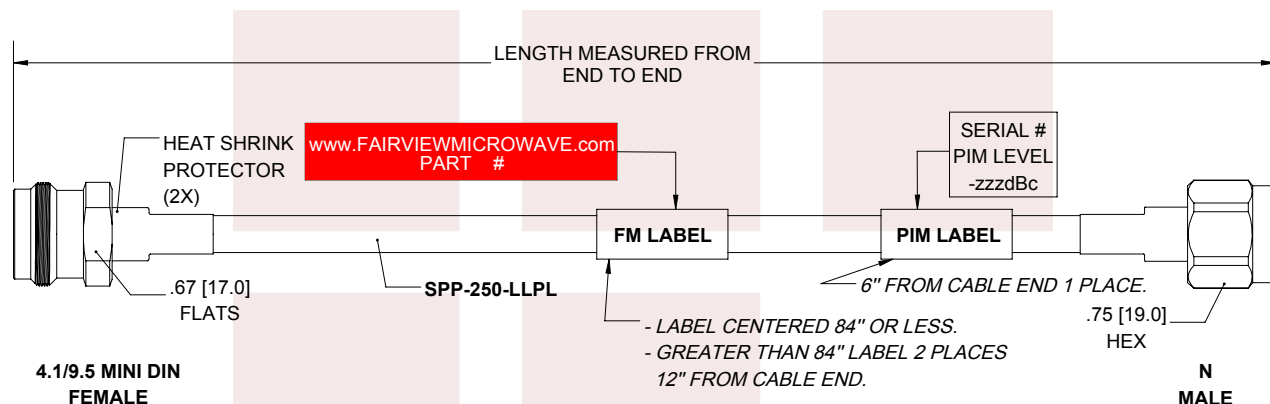 LENGTH MEASURED FROM
END TO END
HEAT SHRINK
PROTECTOR
(2X)
www.FAIRVIEWMICROWAVE.com
PART #
SERIAL #
PIM LEVEL
-zzzdBc
FM LABEL
PIM LABEL
.67 [17.0]
FLATS
SPP-250-LLPL
6" FROM CABLE END 1 PLACE.
- LABEL CENTERED 84" OR LESS.
- GREATER THAN 84" LABEL 2 PLACES
12" FROM CABLE END.
.75 [19.0]
HEX
4.1/9.5 MINI DIN
FEMALE
N
MALE